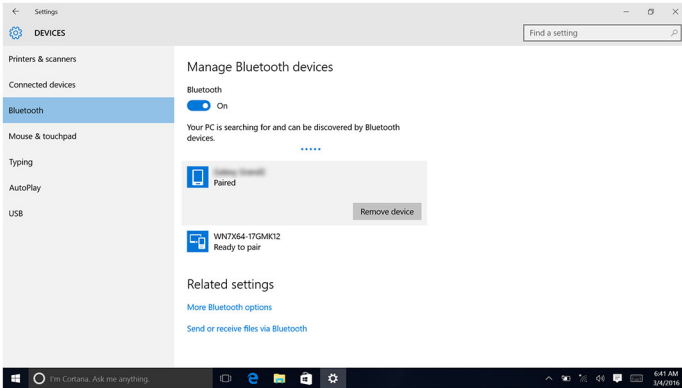 Settings
DEVICES
Find a setting
Printers & scanners
Connected devices
Bluetooth
Mouse & touchpad
Typing
AutoPlay
USB
Manage Bluetooth devices
Bluetooth
On
Your PC is searching for and can be discovered by Bluetooth
devices.
Paired
Remove device
WN7X64-17GMK12
Ready to pair
Related settings
More Bluetooth options
Send or receive files via Bluetooth
I'm Cortana. Ask me anything.
6:41 AM
3/4/2016